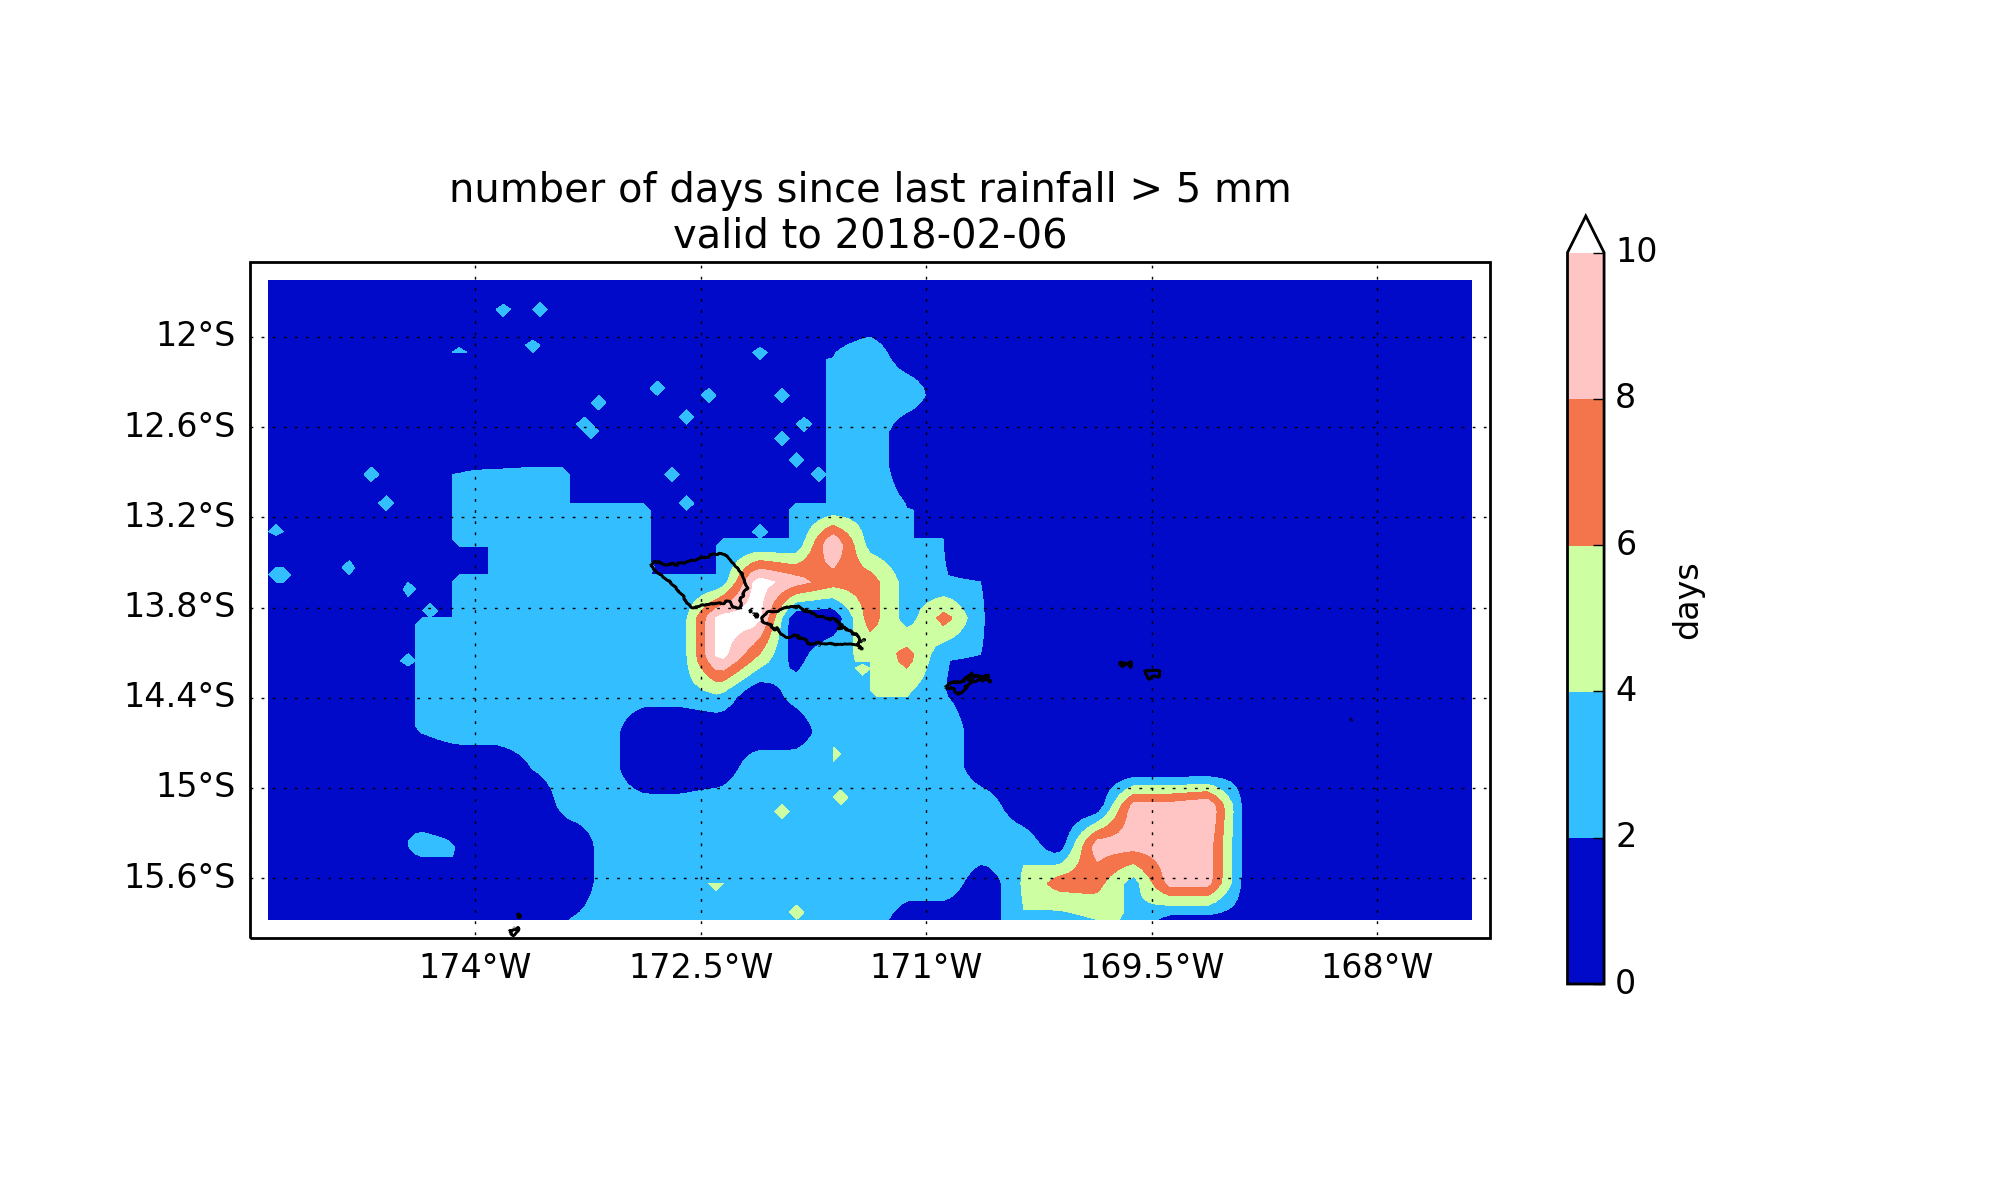 number of days since last rainfall > 5 mm
valid to 2018-02-06
12°S
12.6°S
13.2°S
13.8°S
14.4°S
15°S
15.6°S
174°W
172.5°W
171°W
169.5°W
168°W
10
8
6
4
2
0
days